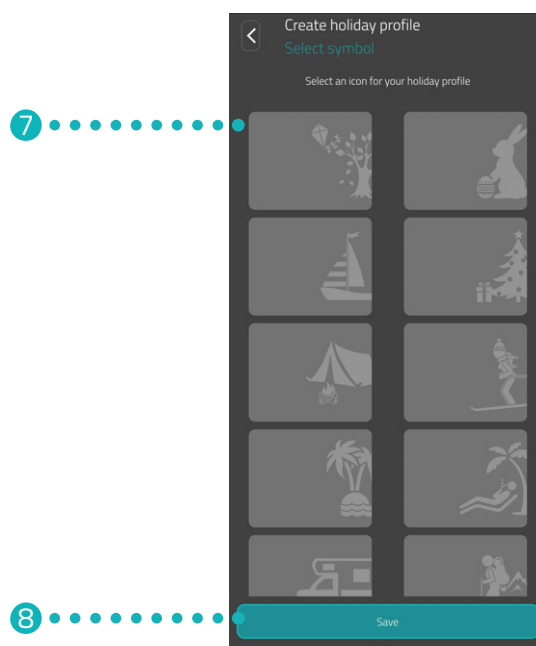 Create holiday profile
Select symbol
Select an icon for your holiday profile
7
8
Save